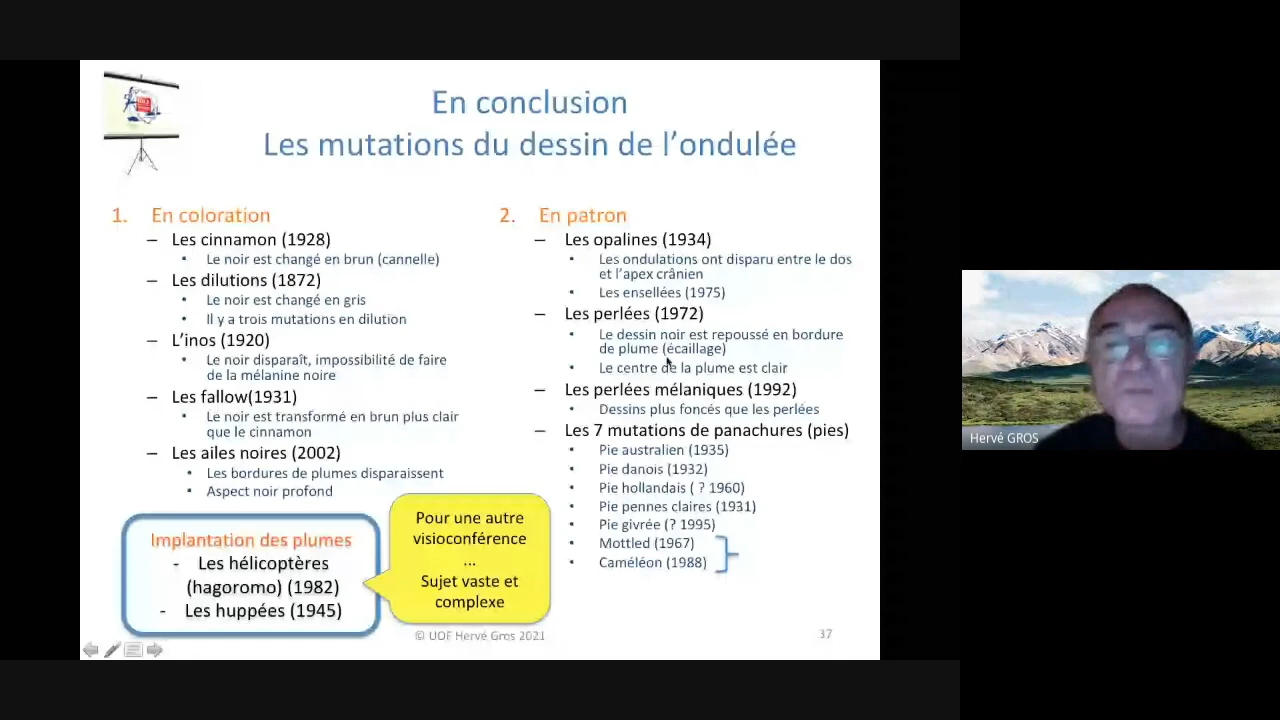 En conclusion
Les mutations du dessin de l’ondulée
1. En coloration
– Les cinnamon (1928)
• Le noir est changé en brun (cannelle)
– Les dilutions (1872)
• Le noir est changé en gris
• Il y a trois mutations en dilution
– L’inos (1920)
• Le noir disparaît, impossibilité de faire
de la mélanine noire
– Les fallow(1931)
• Le noir est transformé en brun plus clair
que le cinnamon
– Les ailes noires (2002)
• Les bordures de plumes disparaissent
• Aspect noir profond
Implantation des plumes
- Les hélicoptères
(hagoromo) (1982)
- Les huppées (1945)
Pour une autre
visioconférence
...
Sujet vaste et
complexe
2. En patron
– Les opalines (1934)
• Les ondulations ont disparu entre le dos
et l’apex crânien
• Les ensellées (1975)
– Les perlées (1972)
• Le dessin noir est repoussé en bordure
de plume (écaillage)
• Le centre de la plume est clair
– Les perlées mélaniques (1992)
• Dessins plus foncés que les perlées
– Les 7 mutations de panachures (pies)
• Pie australien (1935)
• Pie danois (1932)
• Pie hollandais ( ? 1960)
• Pie pennes claires (1931)
• Pie givrée (? 1995)
• Mottled (1967)
• Caméléon (1988)
© UOF Hervé Gros 2021
37
Hervé GROS